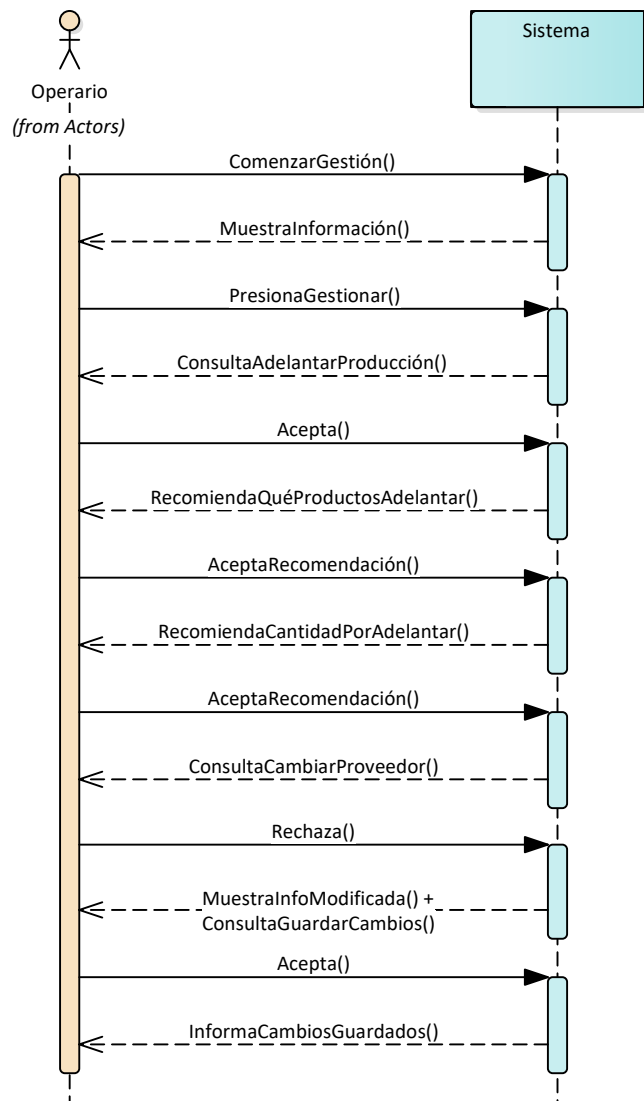 Sistema
Operario
(from Actors)
ComenzarGestión()
MuestraInformación()
PresionaGestionar()
ConsultaAdelantarProducción()
Acepta()
RecomiendaQuéProductosAdelantar()
AceptaRecomendación()
RecomiendaCantidadPorAdelantar()
AceptaRecomendación()
ConsultaCambiarProveedor()
Rechaza()
MuestraInfoModificada() +
ConsultaGuardarCambios()
Acepta()
InformaCambiosGuardados()